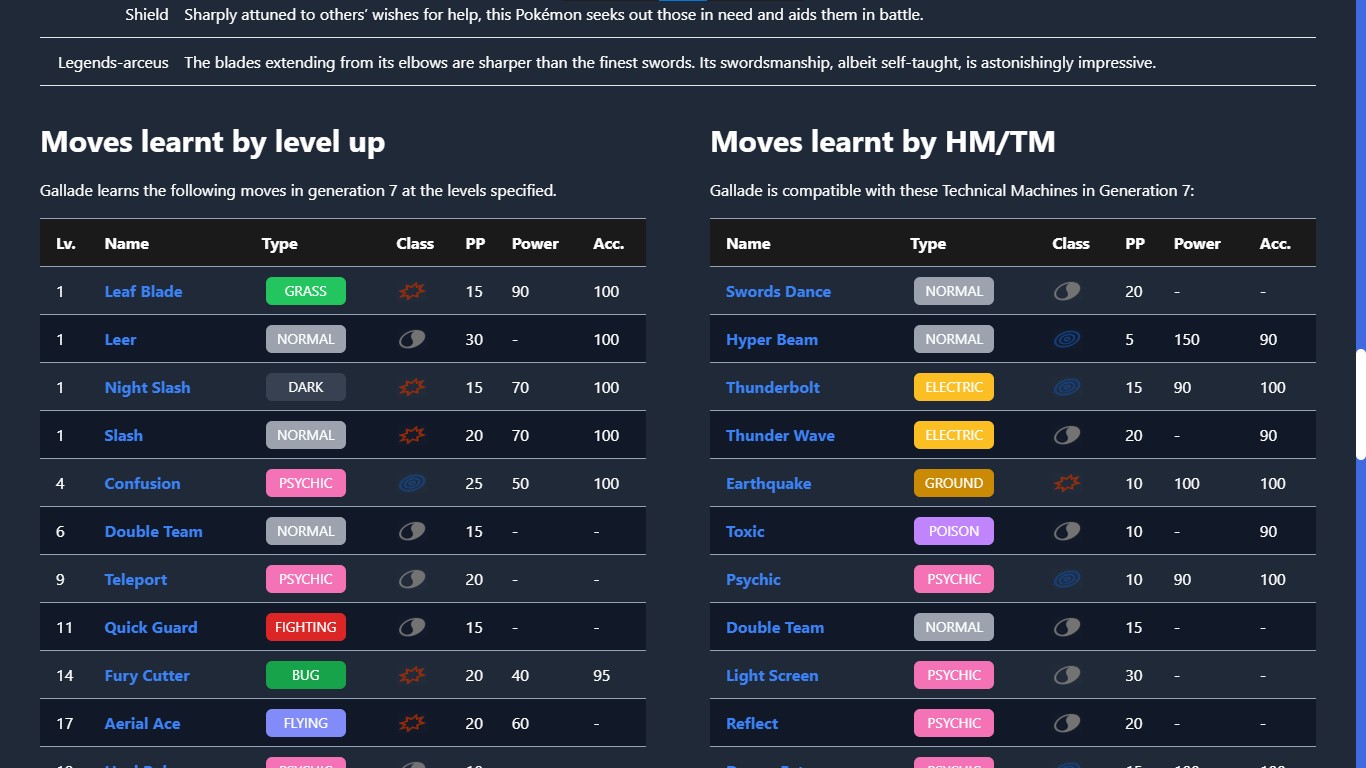 Shield Sharply attuned to others’ wishes for help, this Pokémon seeks out those in need and aids them in battle.
Legends-arceus The blades extending from its elbows are sharper than the finest swords. Its swordsmanship, albeit self-taught, is astonishingly impressive.
Moves learnt by level up
Gallade learns the following moves in generation 7 at the levels specified.
Lv. Name Type Class PP Power Acc.
1 Leaf Blade GRASS 15 90 100
1 Leer NORMAL 30 - 100
1 Night Slash DARK 15 70 100
1 Slash NORMAL 20 70 100
4 Confusion PSYCHIC 25 50 100
6 Double Team NORMAL 15 - -
9 Teleport PSYCHIC 20 - -
11 Quick Guard FIGHTING 15 - -
14 Fury Cutter BUG 20 40 95
17 Aerial Ace FLYING 20 60 -
PSYCHIC
Moves learnt by HM/TM
Gallade is compatible with these Technical Machines in Generation 7:
Name Type Class PP Power Acc.
Swords Dance NORMAL 20 - -
Hyper Beam NORMAL 5 150 90
Thunderbolt ELECTRIC 15 90 100
Thunder Wave ELECTRIC 20 - 90
Earthquake GROUND 10 100 100
Toxic POISON 10 - 90
Psychic PSYCHIC 10 90 100
Double Team NORMAL 15 - -
Light Screen PSYCHIC 30 - -
Reflect PSYCHIC 20 - -
PSYCHIC